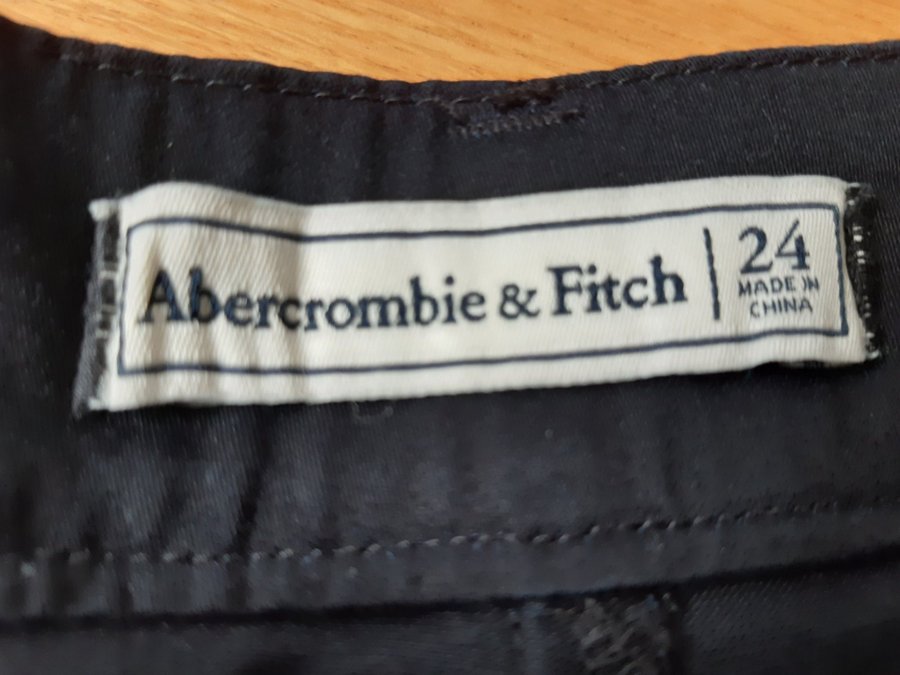 Abercrombie & Fitch
24
MADE IN
CHINA